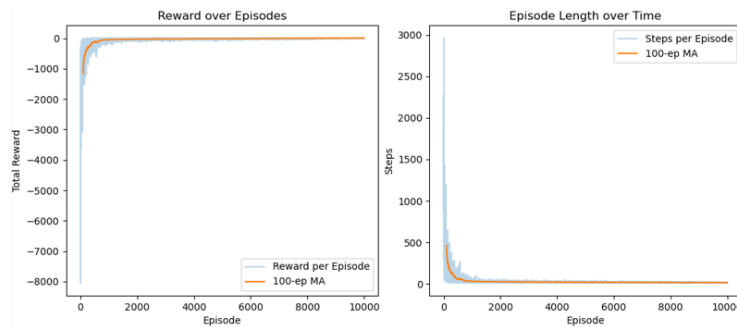 Reward over Episodes
0
-1000
-2000
-3000
-4000
-5000
-6000
-7000
-8000
Total Reward
Reward per Episode
100-ep MA
0 2000 4000 6000 8000 10000
Episode
Episode Length over Time
3000
2500
2000
1500
1000
500
0
Steps
Steps per Episode
100-ep MA
0 2000 4000 6000 8000 10000
Episode